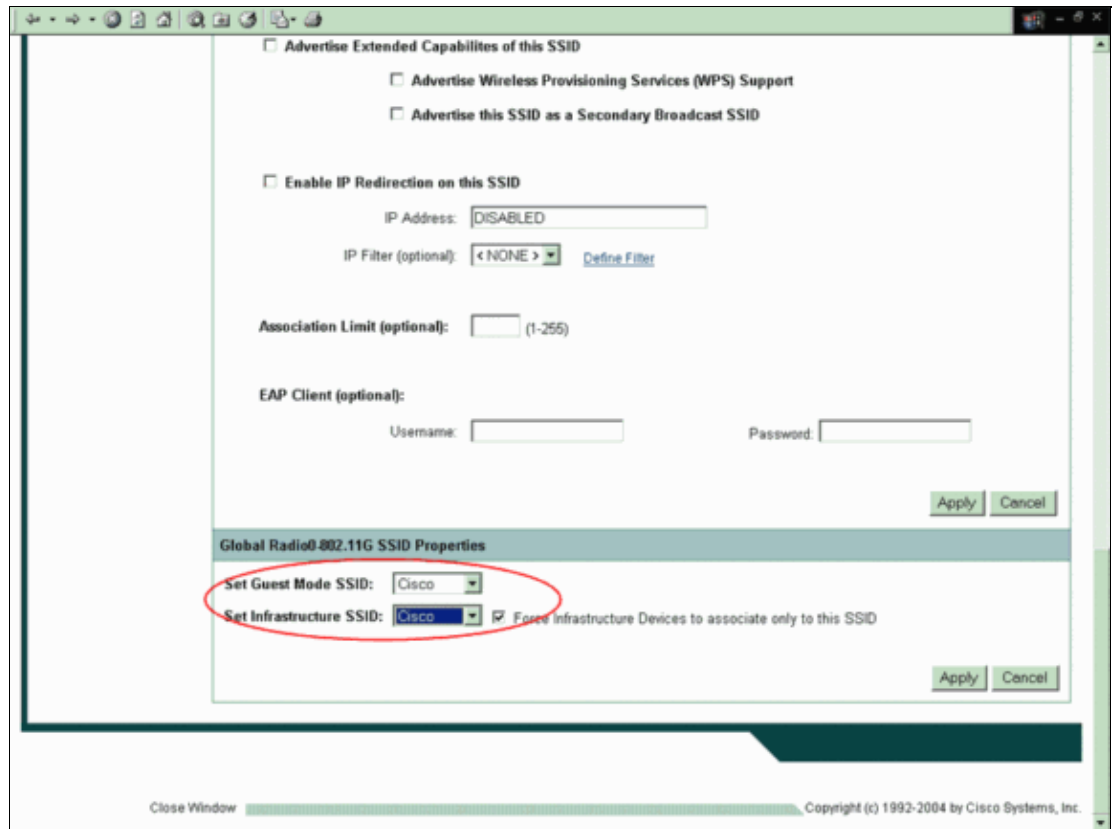 Advertise Extended Capabilites of this SSID
Advertise Wireless Provisioning Services (WPS) Support
Advertise this SSID as a Secondary Broadcast SSID
Enable IP Redirection on this SSID
IP Address: DISABLED
IP Filter (optional): < NONE > Define Filter
Association Limit (optional): (1-255)
EAP Client (optional):
Username: Password:
Apply Cancel
Global Radio0-802.11G SSID Properties
Set Guest Mode SSID: Cisco
Set Infrastructure SSID: Cisco Force Infrastructure Devices to associate only to this SSID
Apply Cancel
Close Window Copyright (c) 1992-2004 by Cisco Systems, Inc.